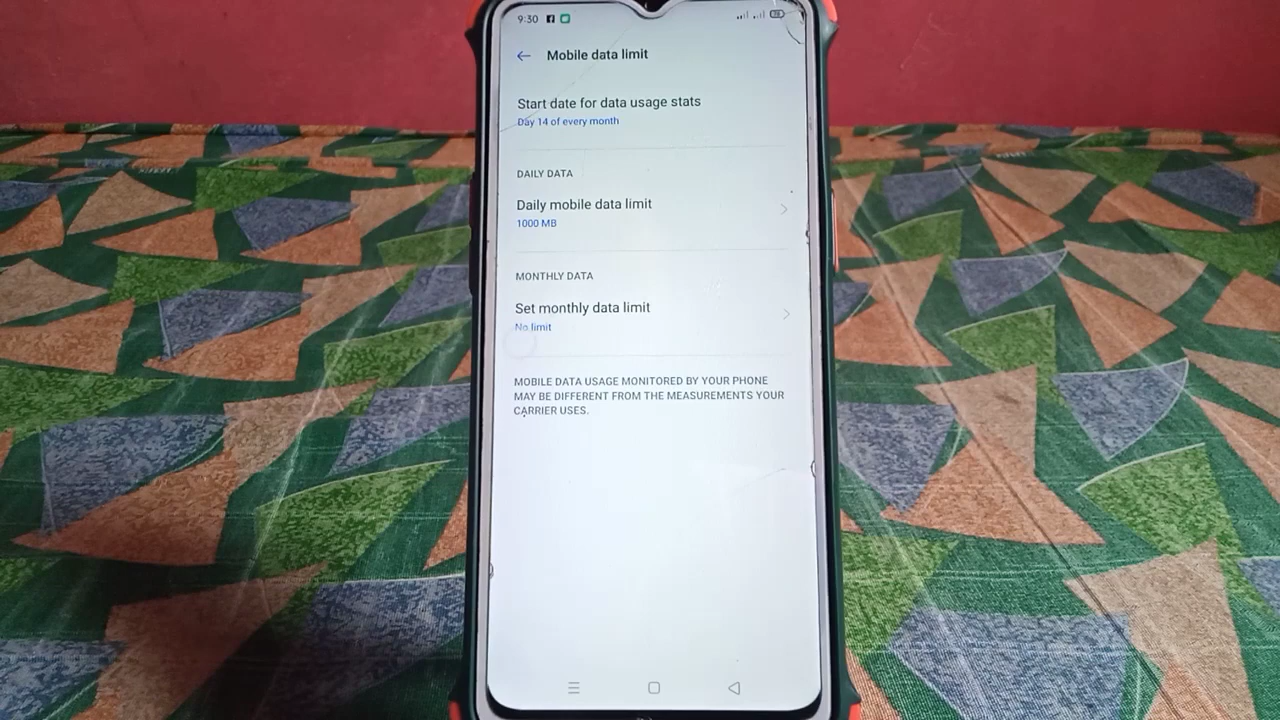 9:30
Mobile data limit
Start date for data usage stats
Day 14 of every month
DAILY DATA
Daily mobile data limit
1000 MB
MONTHLY DATA
Set monthly data limit
No limit
MOBILE DATA USAGE MONITORED BY YOUR PHONE
MAY BE DIFFERENT FROM THE MEASUREMENTS YOUR
CARRIER USES.